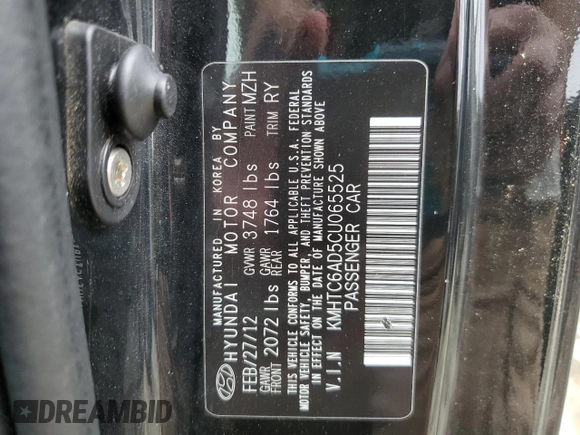 MANUFACTURED IN KOREA BY
HYUNDAI MOTOR COMPANY
FEB/27/12 GVWR 3748 lbs PAINT MZH
GAWR FRONT 2072 lbs GAWR REAR 1764 lbs TRIM RY
THIS VEHICLE CONFORMS TO ALL APPLICABLE U.S.A. FEDERAL
MOTOR VEHICLE SAFETY, BUMPER, AND THEFT PREVENTION STANDARDS
IN EFFECT ON THE DATE OF MANUFACTURE SHOWN ABOVE
V.I.N KMHTC6AD5CU065525
PASSENGER CAR
DREAMBID